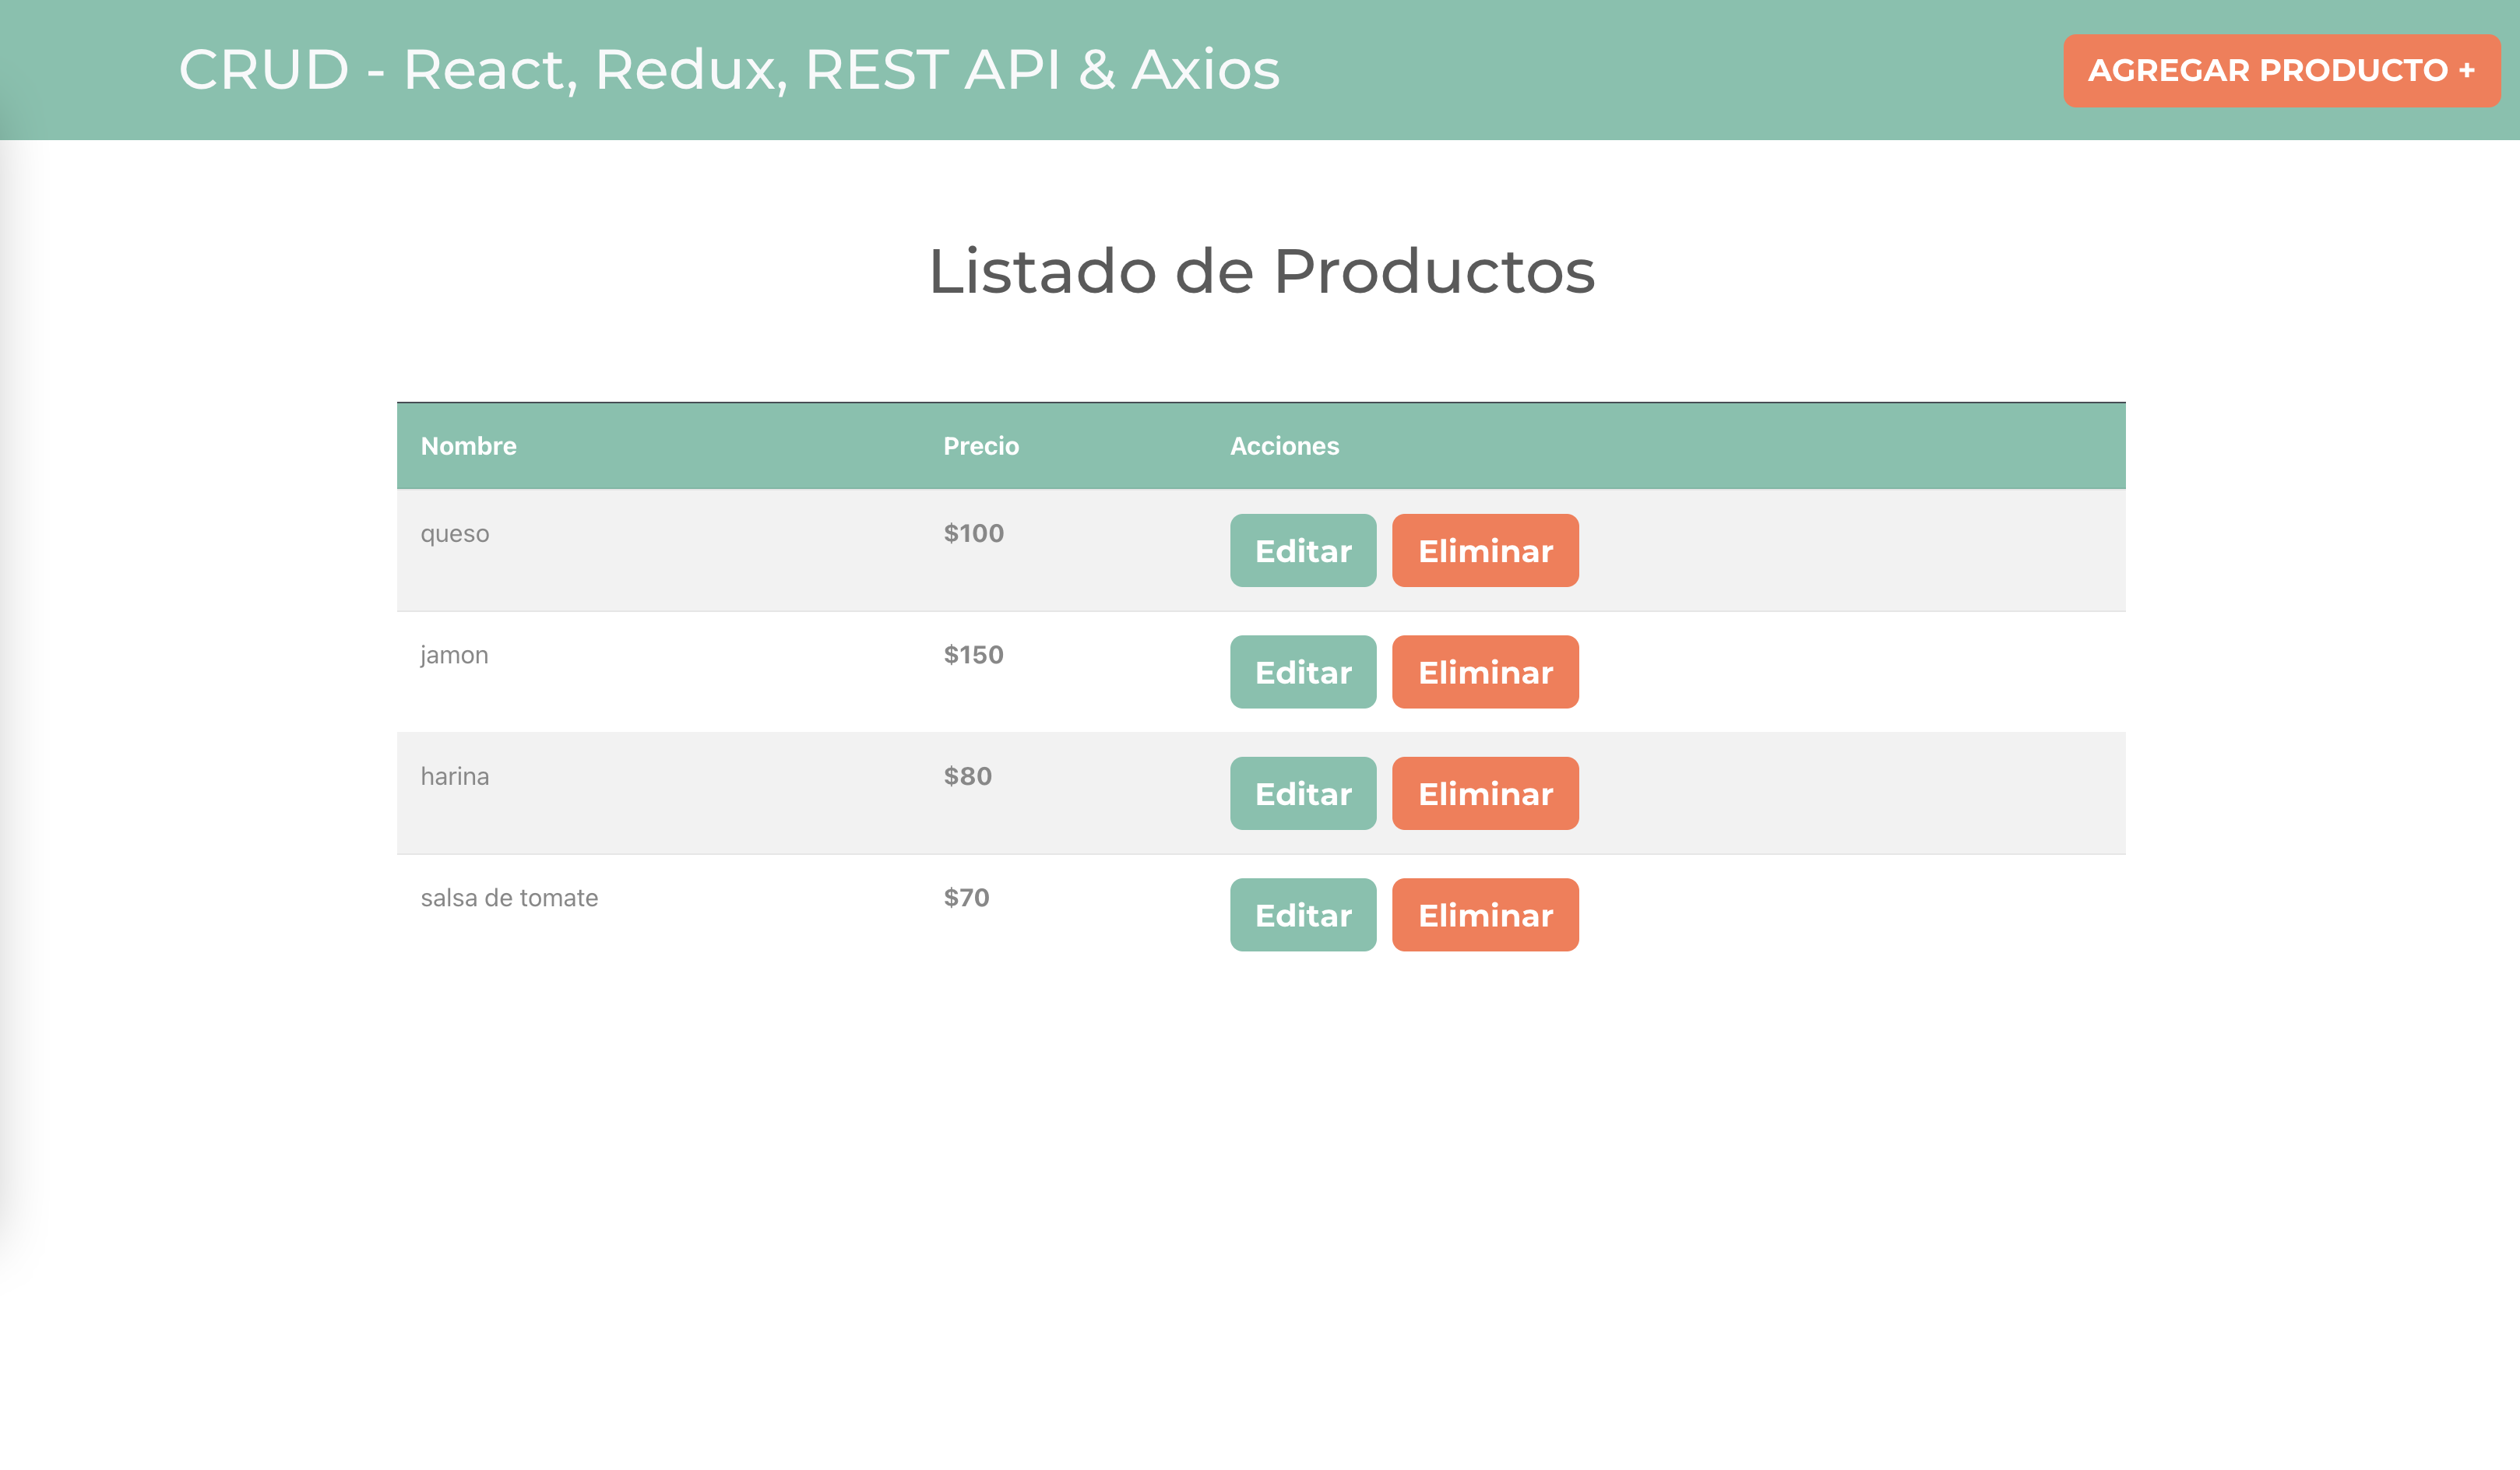 CRUD - React, Redux, REST API & Axios
AGREGAR PRODUCTO +
Listado de Productos
Nombre Precio Acciones
queso $100 Editar Eliminar
jamon $150 Editar Eliminar
harina $80 Editar Eliminar
salsa de tomate $70 Editar Eliminar